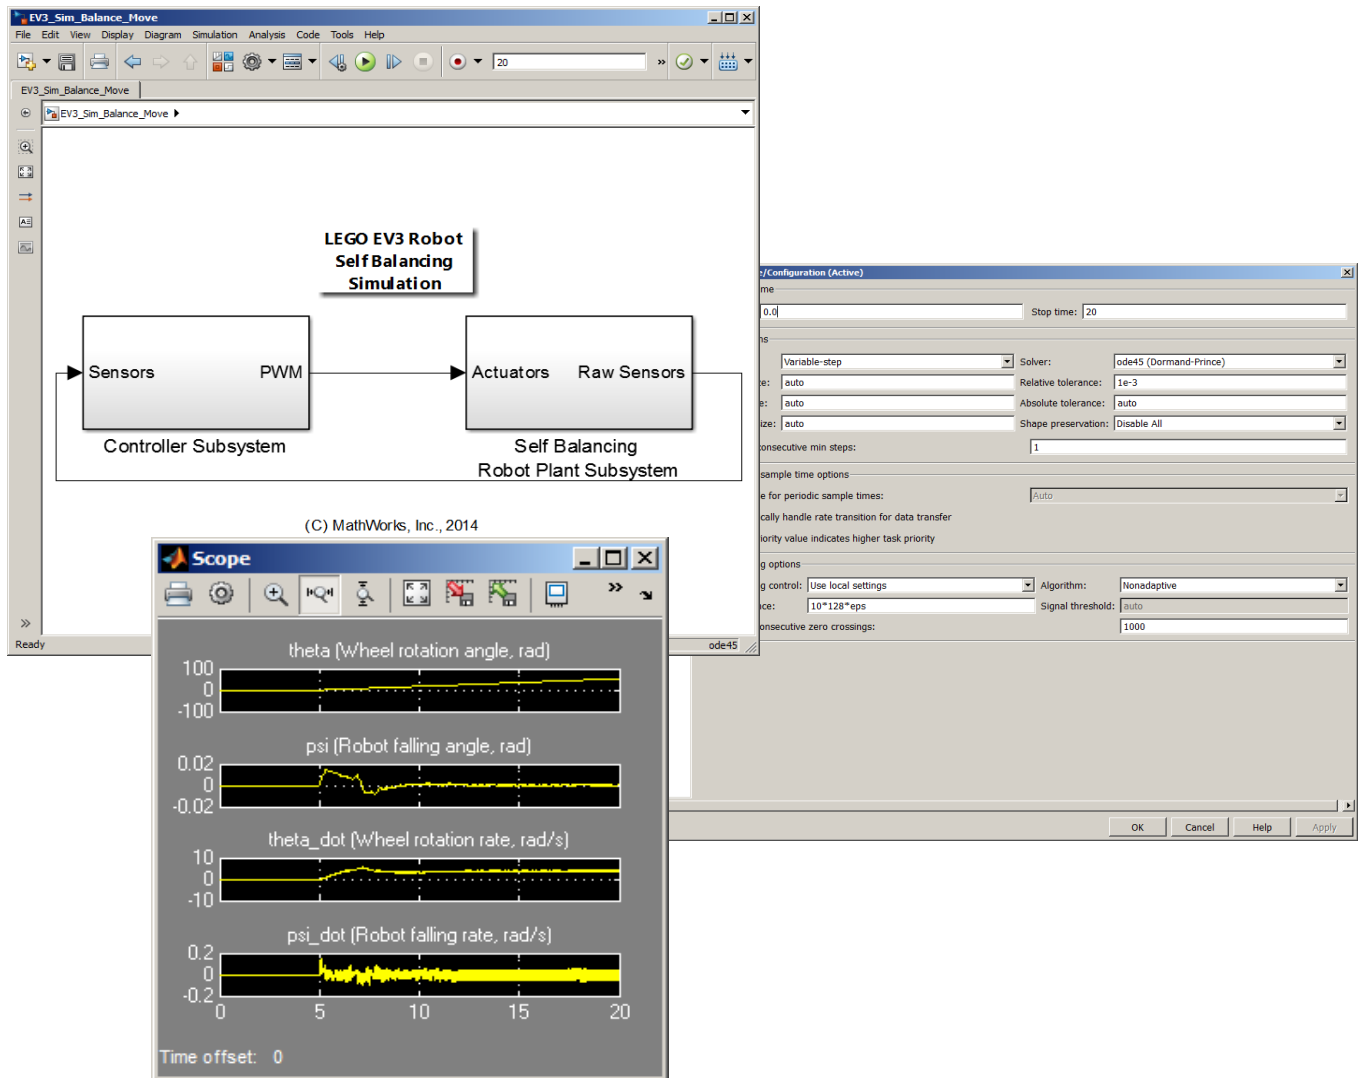 EV3_Sim_Balance_Move
File Edit View Display Diagram Simulation Analysis Code Tools Help
20
»
EV3_Sim_Balance_Move
EV3_Sim_Balance_Move
LEGO EV3 Robot
Self Balancing
Simulation
Sensors PWM
Actuators Raw Sensors
Controller Subsystem
Self Balancing
Robot Plant Subsystem
(C) MathWorks, Inc., 2014
»
Ready
ode45
Scope
»
theta (Wheel rotation angle, rad)
100
0
-100
psi (Robot falling angle, rad)
0.02
0
-0.02
theta_dot (Wheel rotation rate, rad/s)
10
0
-10
psi_dot (Robot falling rate, rad/s)
0.2
0
-0.2
0 5 10 15 20
Time offset: 0
e/Configuration (Active)
me
0.0 Stop time: 20
ns
Variable-step Solver: ode45 (Dormand-Prince)
ze: auto Relative tolerance: 1e-3
e: auto Absolute tolerance: auto
ize: auto Shape preservation: Disable All
consecutive min steps: 1
sample time options
e for periodic sample times: Auto
cally handle rate transition for data transfer
iority value indicates higher task priority
g options
g control: Use local settings Algorithm: Nonadaptive
ce: 10*128*eps Signal threshold: auto
onsecutive zero crossings: 1000
OK Cancel Help Apply